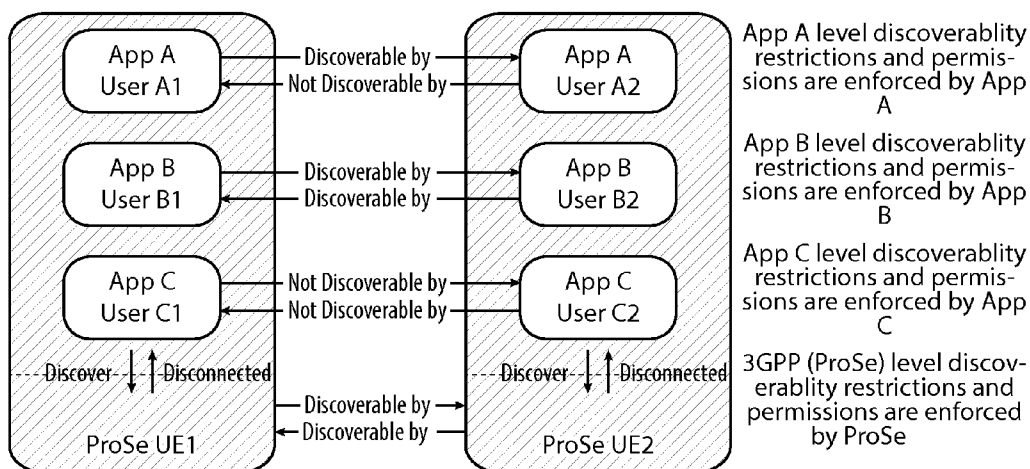 App A
User A1
Discoverable by
Not Discoverable by
App A
User A2
App A level discoverablity
restrictions and permis-
sions are enforced by App
A
App B
User B1
Discoverable by
Discoverable by
App B
User B2
App B level discoverablity
restrictions and permis-
sions are enforced by App
B
App C
User C1
Not Discoverable by
Not Discoverable by
App C
User C2
App C level discoverablity
restrictions and permis-
sions are enforced by App
C
Discover
Disconnected
Discover
Disconnected
3GPP (ProSe) level discov-
erablity restrictions and
permissions are enforced
by ProSe
Discoverable by
Discoverable by
ProSe UE1
ProSe UE2